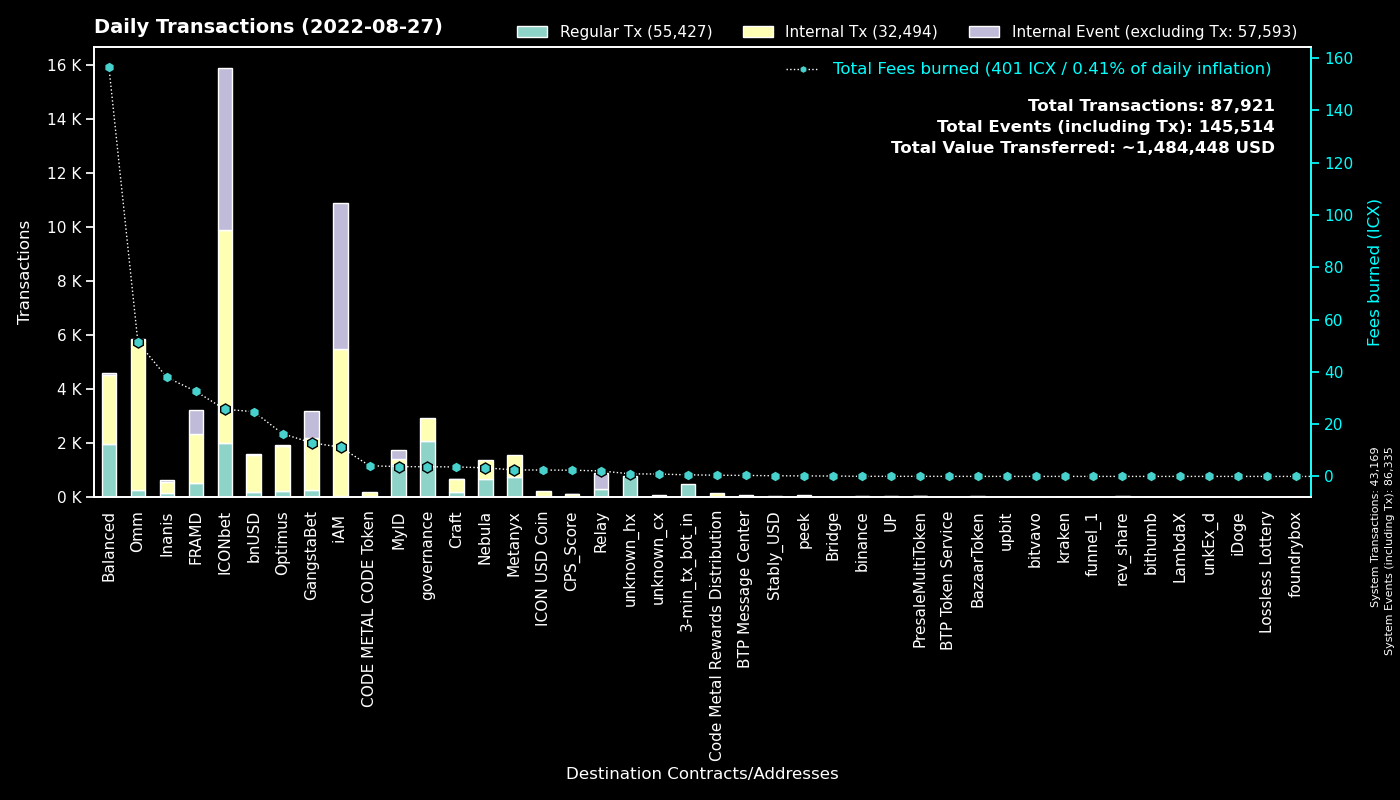 Daily Transactions (2022-08-27)
Regular Tx (55,427)
Internal Tx (32,494)
Internal Event (excluding Tx: 57,593)
Total Fees burned (401 ICX / 0.41% of daily inflation)
Total Transactions: 87,921
Total Events (including Tx): 145,514
Total Value Transferred: ~1,484,448 USD
Transactions
16 K
14 K
12 K
10 K
8 K
6 K
4 K
2 K
0 K
160
140
120
100
80
60
40
20
0
Fees burned (ICX)
Balanced
Omm
Inanis
FRAMD
ICONbet
bnUSD
Optimus
GangstaBet
iAM
CODE METAL CODE Token
MyID
governance
Craft
Nebula
Metanyx
ICON USD Coin
CPS_Score
Relay
unknown_hx
unknown_cx
3-min_tx_bot_in
Code Metal Rewards Distribution
BTP Message Center
Stably_USD
peek
Bridge
binance
UP
PresaleMultiToken
BTP Token Service
BazaarToken
upbit
bitvavo
kraken
funnel_1
rev_share
bithumb
LambdaX
unkEx_d
iDoge
Lossless Lottery
foundrybox
Destination Contracts/Addresses
System Transactions: 43,169
System Events (including Tx): 86,335